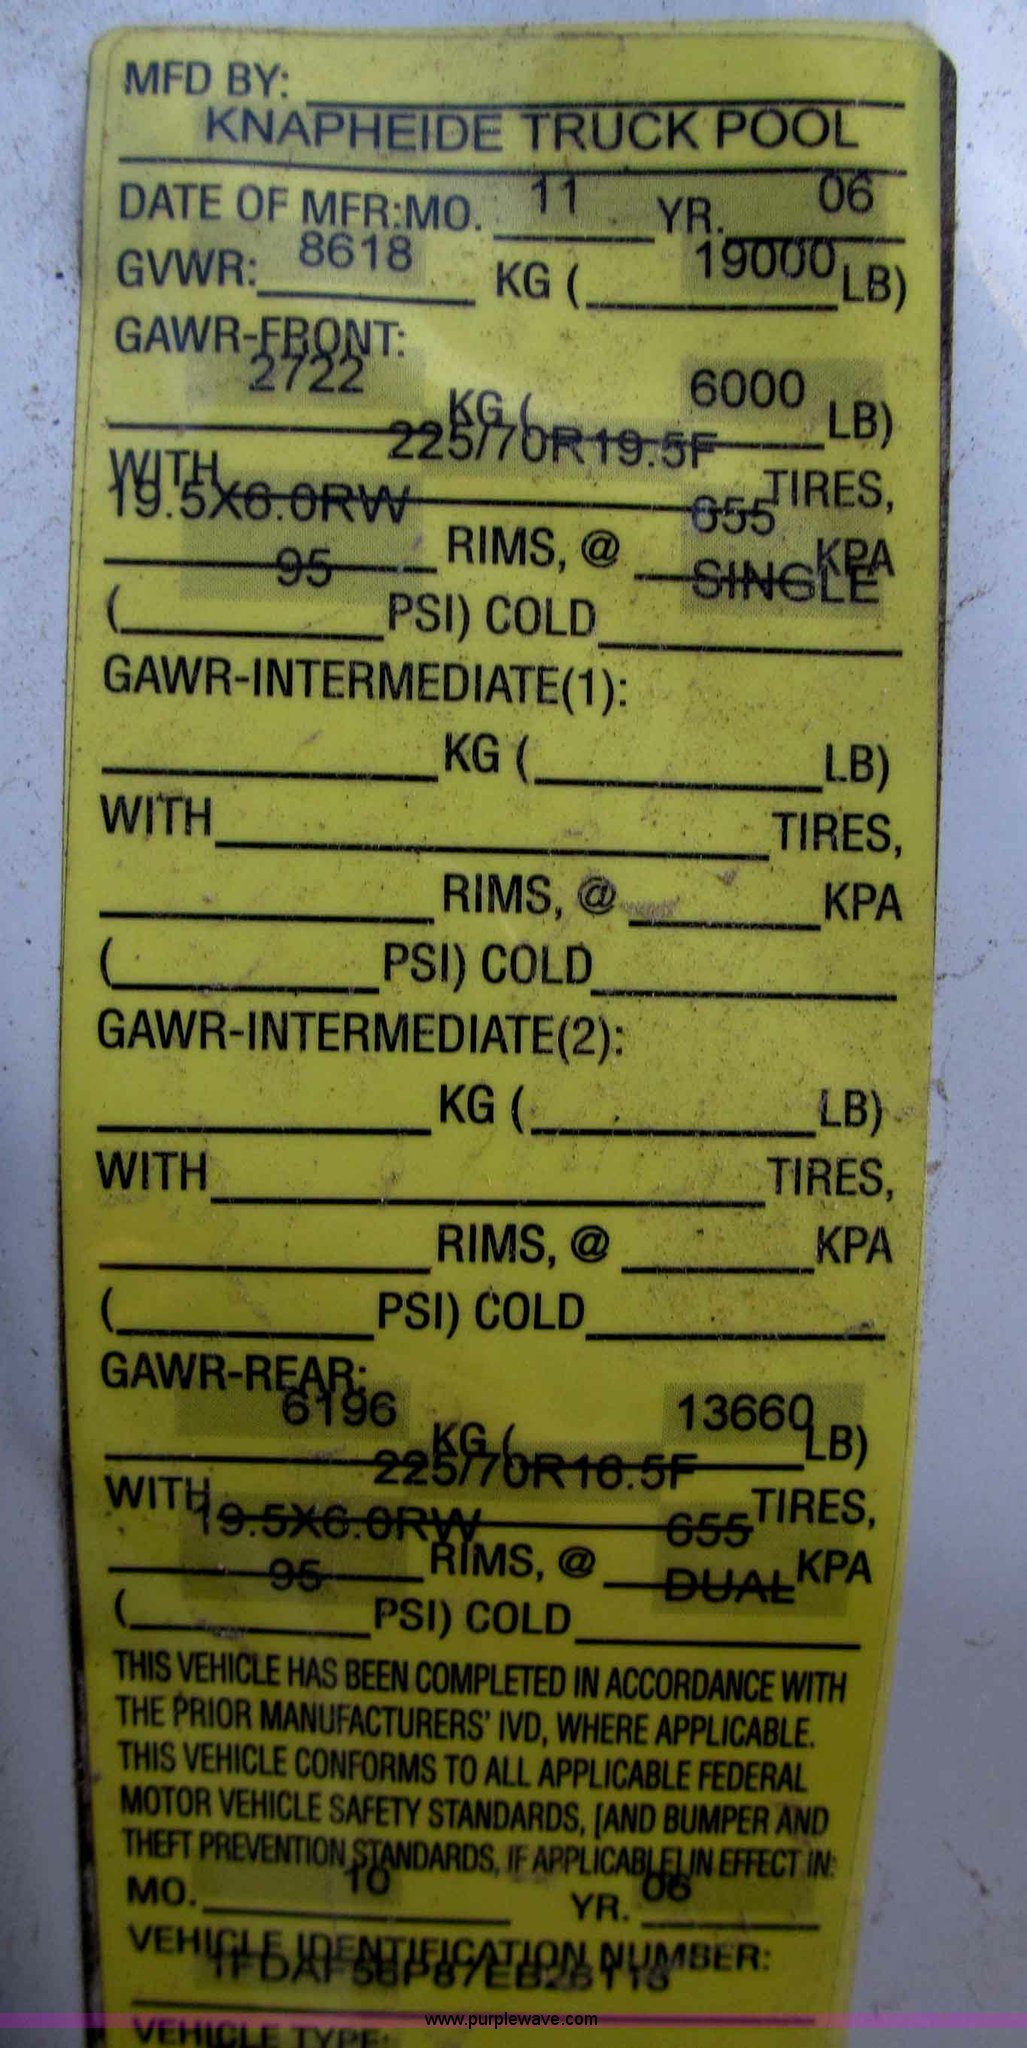 MFD BY:
KNAPHEIDE TRUCK POOL
DATE OF MFR:MO. 11 YR. 06
GVWR: 8618 KG ( 19000 LB)
GAWR-FRONT:
2722 KG ( 6000 LB)
WITH 225/70R19.5F TIRES,
19.5X6.0RW RIMS, @ 655 KPA
( 95 PSI) COLD SINGLE
GAWR-INTERMEDIATE(1):
KG ( LB)
WITH TIRES,
RIMS, @ KPA
( PSI) COLD
GAWR-INTERMEDIATE(2):
KG ( LB)
WITH TIRES,
RIMS, @ KPA
( PSI) COLD
GAWR-REAR:
6196 KG ( 13660 LB)
WITH 225/70R16.5F TIRES,
19.5X6.0RW RIMS, @ 655 KPA
( 95 PSI) COLD DUAL
THIS VEHICLE HAS BEEN COMPLETED IN ACCORDANCE WITH
THE PRIOR MANUFACTURERS' IVD, WHERE APPLICABLE.
THIS VEHICLE CONFORMS TO ALL APPLICABLE FEDERAL
MOTOR VEHICLE SAFETY STANDARDS, [AND BUMPER AND
THEFT PREVENTION STANDARDS, IF APPLICABLE] IN EFFECT IN:
MO. 10 YR. 06
VEHICLE IDENTIFICATION NUMBER:
VEHICLE TYPE:
www.purplewave.com